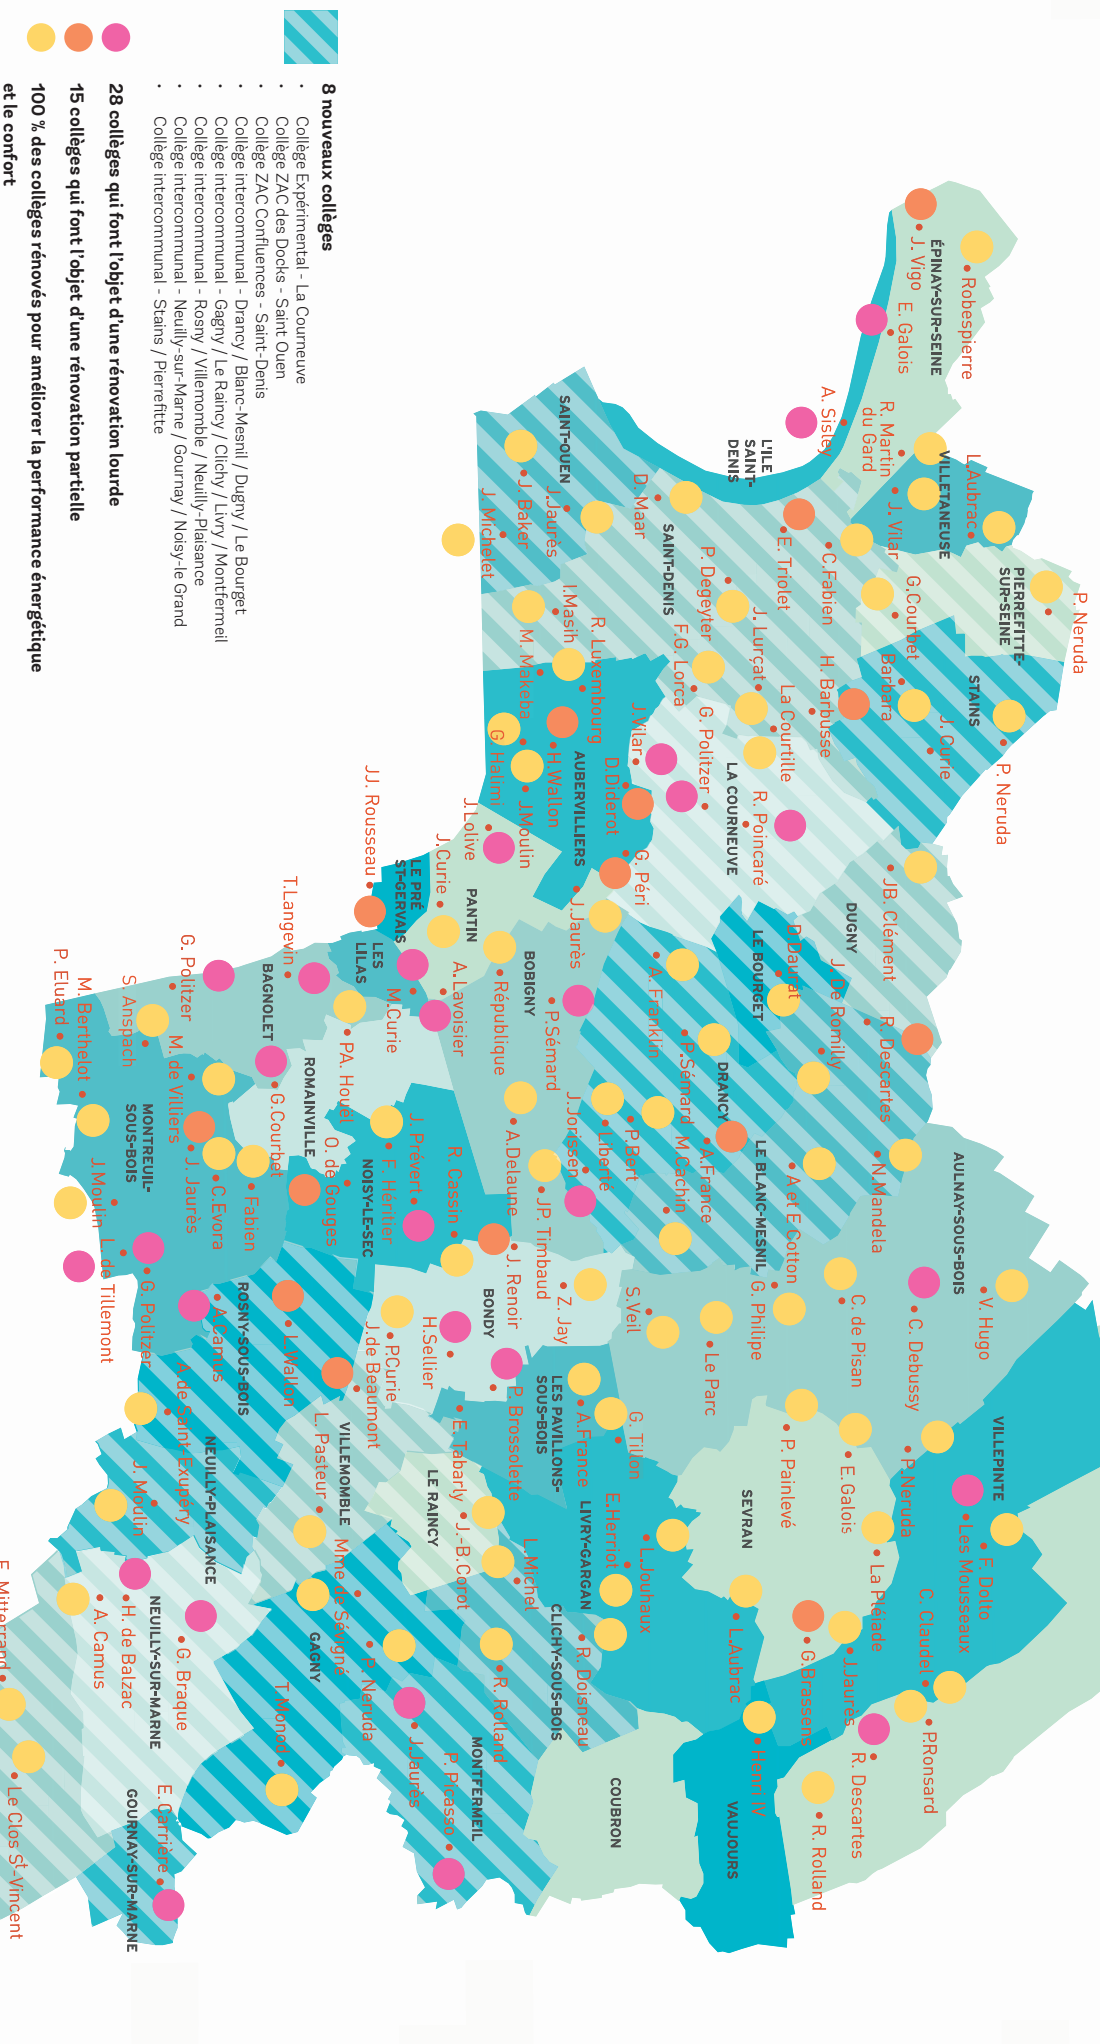 8 nouveaux collèges
• Collège Expérimental - La Courneuve
• Collège ZAC des Docks - Saint Ouen
• Collège ZAC Confluences - Saint-Denis
• Collège intercommunal - Drancy / Blanc-Mesnil / Dugny / Le Bourget
• Collège intercommunal - Gagny / Le Raincy / Clichy / Livry / Montfermeil
• Collège intercommunal - Rosny / Villemomble / Neuilly-Plaisance
• Collège intercommunal - Neuilly-sur-Marne / Gournay / Noisy-le Grand
• Collège intercommunal - Stains / Pierrefitte
28 collèges qui font l'objet d'une rénovation lourde
15 collèges qui font l'objet d'une rénovation partielle
100 % des collèges rénovés pour améliorer la performance énergétique
et le confort
P. Neruda
PIERREFITTE-
SUR-SEINE
P. Neruda
STAINS
J. Curie
Barbara
G.Courbet
Robespierre
ÉPINAY-SUR-SEINE
J. Vigo
E. Galois
L.Aubrac
VILLETANEUSE
J. Vilar
R. Martin
du Gard
A. Sisley
L'ILE
SAINT-
DENIS
C.Fabien
E. Triolet
H. Barbusse
La Courtille
J. Lurçat
P. Degeyter
F.G. Lorca
SAINT-DENIS
D. Maar
R. Luxembourg
I.Masih
M. Makeba
SAINT-OUEN
J.Jaurès
J. Baker
J. Michelet
LA COURNEUVE
R. Poincaré
G. Politzer
J.Vilar
D.Diderot
G. Péri
AUBERVILLIERS
H.Wallon
J.Moulin
G. Halimi
DUGNY
JB. Clément
R. Descartes
J. De Romilly
LE BOURGET
D.Daurat
DRANCY
A. Franklin
P.Sémard
A.France
M.Cachin
P.Bert
Liberté
J.Jorissen
LE BLANC-MESNIL
A et E Cotton
N.Mandela
G. Philipe
AULNAY-SOUS-BOIS
V. Hugo
C. Debussy
C. de Pisan
P.Neruda
Le Parc
S.Veil
VILLEPINTE
F. Dolto
Les Mousseaux
C. Claudel
J.Jaurès
P.Ronsard
R. Descartes
R. Rolland
SEVRAN
P. Painlevé
E. Galois
La Pléiade
G.Brassens
L.Aubrac
VAUJOURS
Henri IV
COUBRON
LIVRY-GARGAN
E.Herriot
L.Jouhaux
G. Tillon
A.France
LES PAVILLONS-
SOUS-BOIS
CLICHY-SOUS-BOIS
R. Doisneau
L.Michel
R. Rolland
MONTFERMEIL
J.Jaurès
P. Picasso
J.Jaurès
BOBIGNY
République
P.Sémard
A.Delaune
JP. Timbaud
BONDY
J. Renoir
Z. Jay
H.Sellier
P. Brossolette
P.Curie
J.de Beaumont
PANTIN
J.Lolive
J.Curie
A.Lavoisier
M.Curie
LE PRÉ
ST-GERVAIS
JJ. Rousseau
LES
LILAS
ROMAINVILLE
PA. Houël
G.Courbet
NOISY-LE-SEC
R. Cassin
J. Prévert
F. Héritier
O. de Gouges
BAGNOLET
T.Langevin
G. Politzer
MONTREUIL-
SOUS-BOIS
S. Anspach
M. Berthelot
P. Eluard
M. de Villiers
J. Jaurès
C.Evora
Fabien
J.Moulin
L. de Tillemont
G. Politzer
ROSNY-SOUS-BOIS
A.Camus
L.Wallon
A.de Saint-Exupéry
VILLEMOMBLE
L. Pasteur
LE RAINCY
E. Tabarly
J.-B.Corot
GAGNY
Mme de Sévigné
P. Neruda
T. Monod
NEUILLY-PLAISANCE
J. Moulin
NEUILLY-SUR-MARNE
G. Braque
H. de Balzac
A. Camus
GOURNAY-SUR-MARNE
E.Carrière
F. Mitterrand
Le Clos St-Vincent